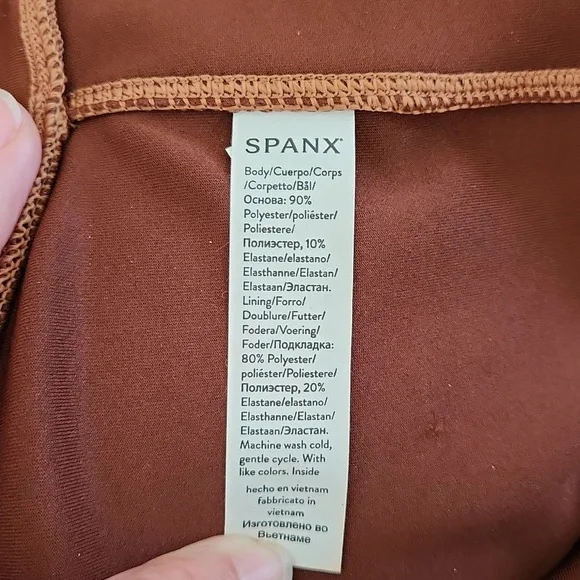 SPANX
Body/Cuerpo/Corps
/Corpetto/Bål/
Основа: 90%
Polyester/poliéster/
Poliestere/
Полиэстер, 10%
Elastane/elastano/
Elasthanne/Elastan/
Elastaan/Эластан.
Lining/Forro/
Doublure/Futter/
Fodera/Voering/
Foder/Подкладка:
80% Polyester/
poliéster/Poliestere/
Полиэстер, 20%
Elastane/elastano/
Elasthanne/Elastan/
Elastaan/Эластан.
Machine wash cold,
gentle cycle. With
like colors. Inside
hecho en vietnam
fabbricato in
vietnam
Изготовлено во
Вьетнаме